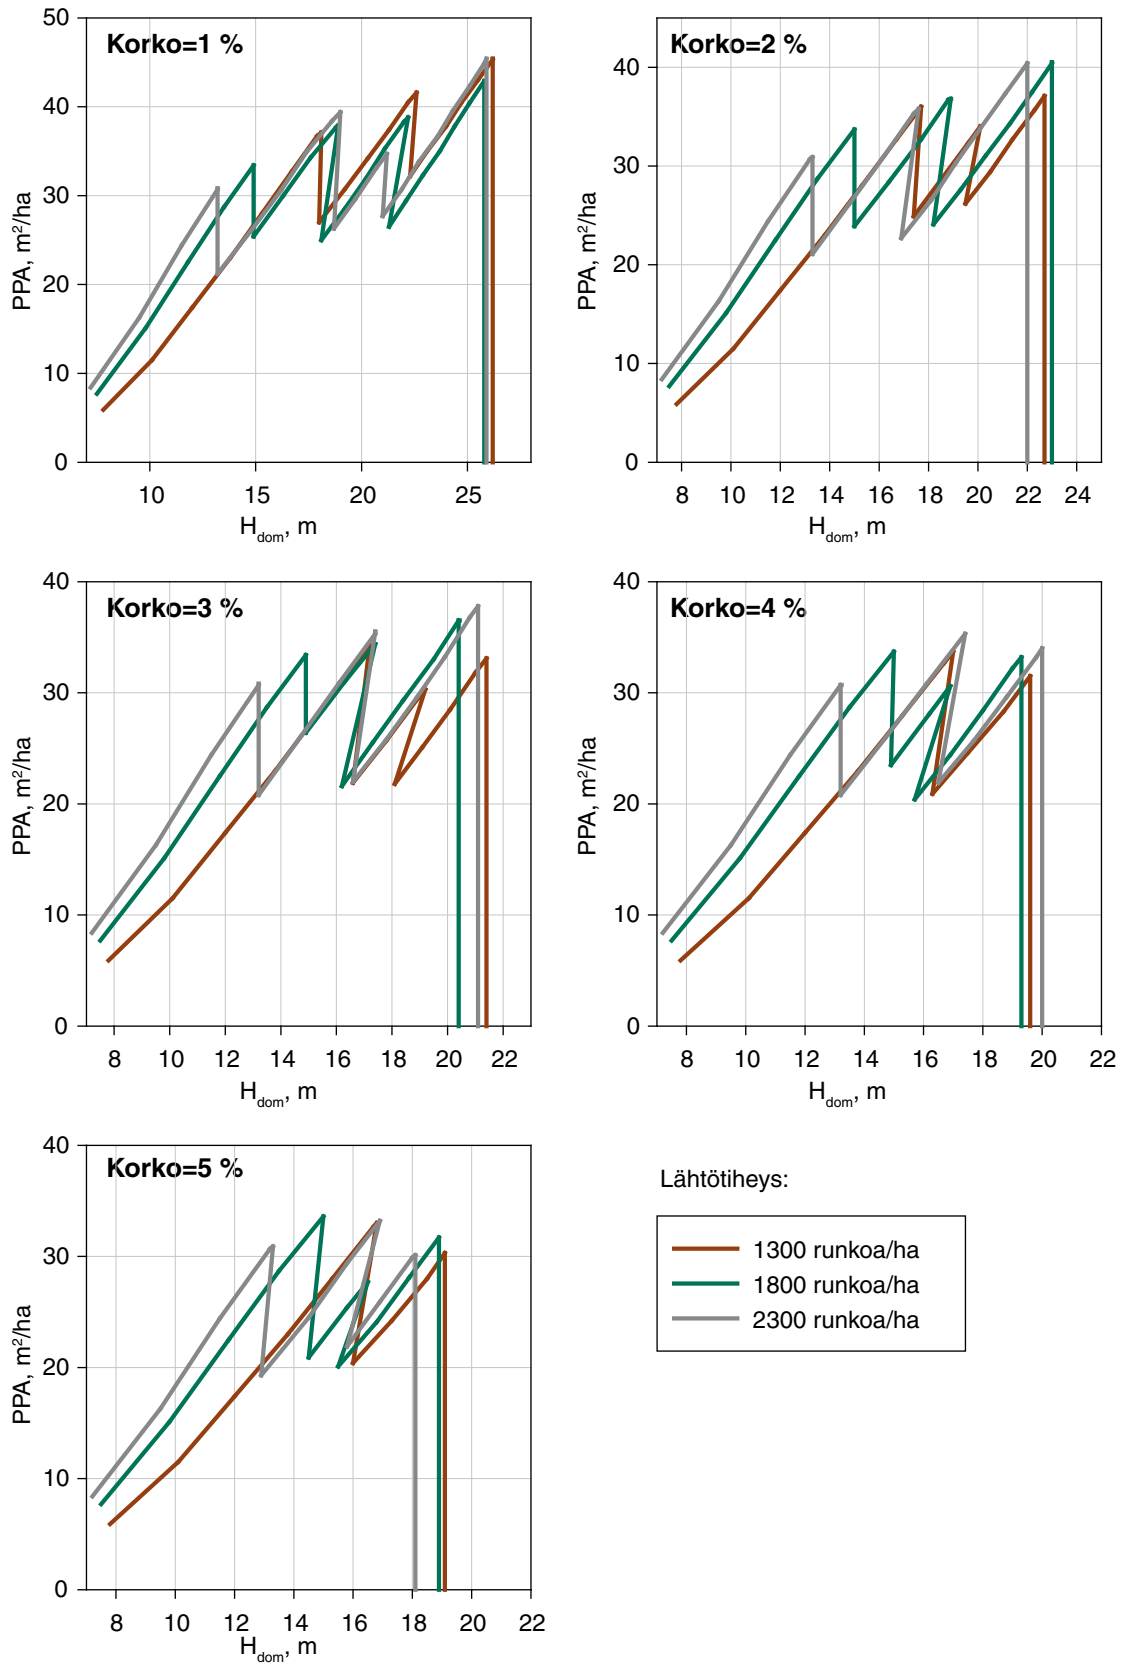 Korko=1 %
PPA, m²/ha
50
40
30
20
10
0
10 15 20 25
H_dom, m
Korko=2 %
PPA, m²/ha
40
30
20
10
0
8 10 12 14 16 18 20 22 24
H_dom, m
Korko=3 %
PPA, m²/ha
40
30
20
10
0
8 10 12 14 16 18 20 22
H_dom, m
Korko=4 %
PPA, m²/ha
40
30
20
10
0
8 10 12 14 16 18 20 22
H_dom, m
Korko=5 %
PPA, m²/ha
40
30
20
10
0
8 10 12 14 16 18 20 22
H_dom, m
Lähtötiheys:
1300 runkoa/ha
1800 runkoa/ha
2300 runkoa/ha